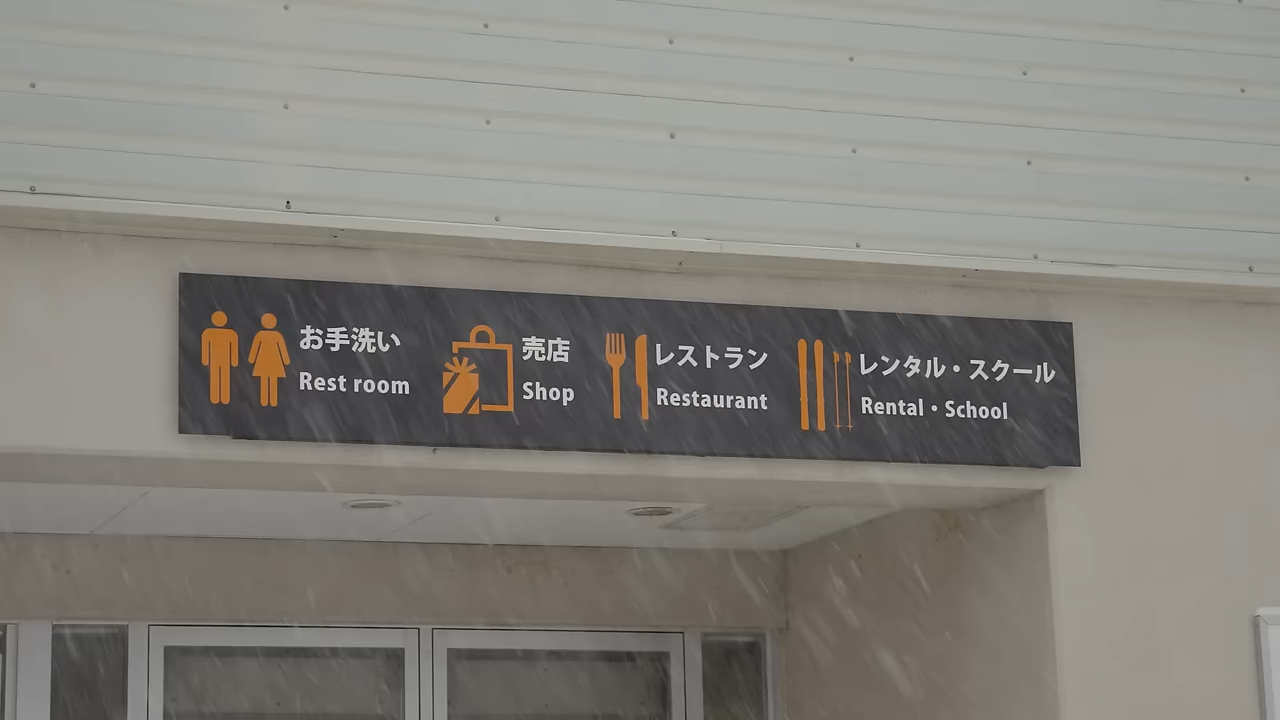 お手洗い
Rest room
売店
Shop
レストラン
Restaurant
レンタル・スクール
Rental・School